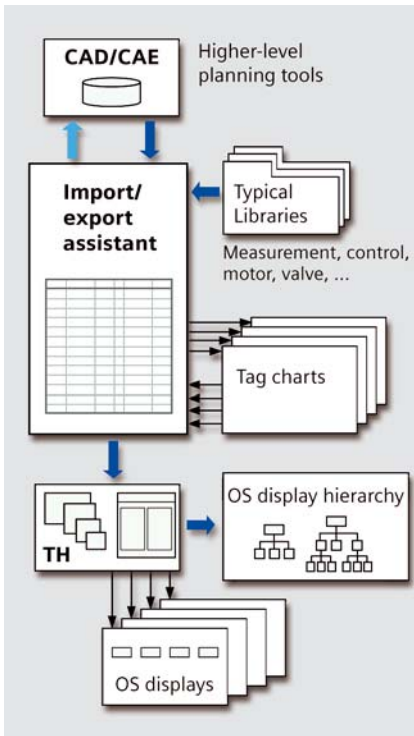 CAD/CAE
Higher-level
planning tools
Import/
export
assistant
Typical
Libraries
Measurement, control,
motor, valve, ...
Tag charts
TH
OS display hierarchy
OS displays